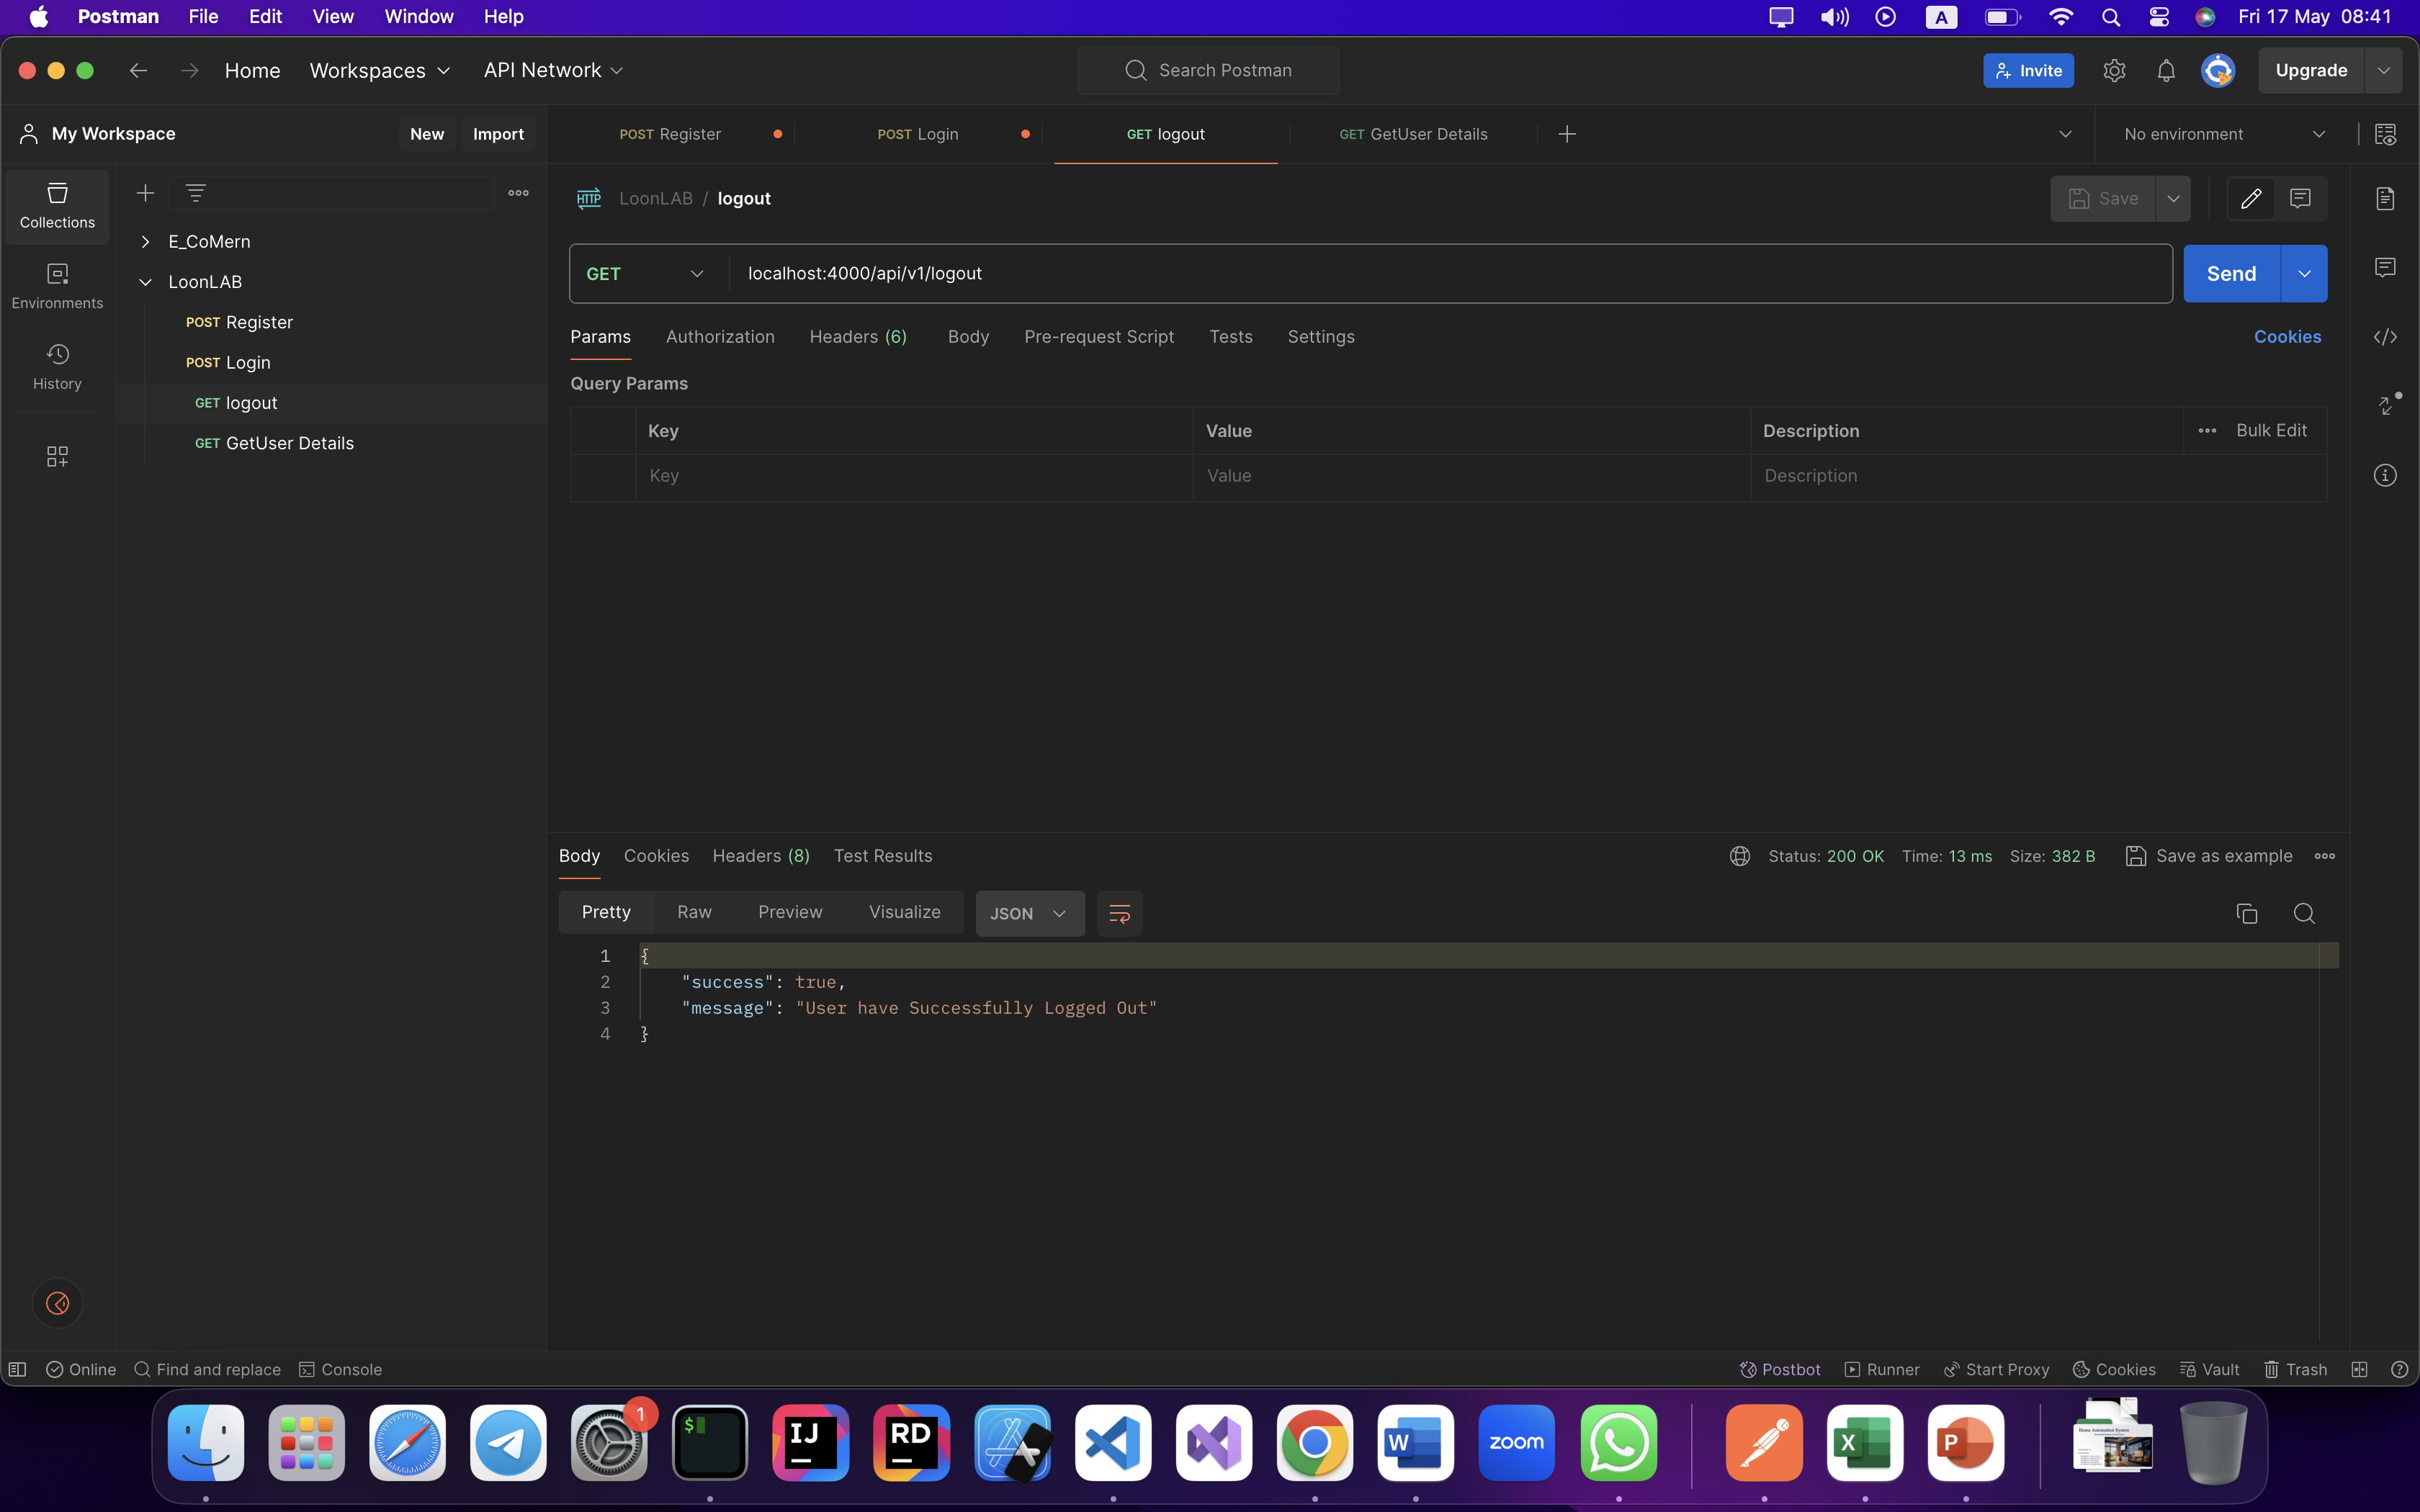 Postman File Edit View Window Help A Fri 17 May 08:41
Home Workspaces API Network Search Postman Invite Upgrade
My Workspace New Import POST Register POST Login GET logout GET GetUser Details No environment
Collections
Environments
History
E_CoMern
LoonLAB
POST Register
POST Login
GET logout
GET GetUser Details
HTTP LoonLAB / logout Save
GET localhost:4000/api/v1/logout Send
Params Authorization Headers (6) Body Pre-request Script Tests Settings Cookies
Query Params
Key Value Description Bulk Edit
Key Value Description
Body Cookies Headers (8) Test Results Status: 200 OK Time: 13 ms Size: 382 B Save as example
Pretty Raw Preview Visualize JSON
1 {
2 "success": true,
3 "message": "User have Successfully Logged Out"
4 }
Online Find and replace Console Postbot Runner Start Proxy Cookies Vault Trash
1 $ IJ RD W zoom X P
Home Automation System